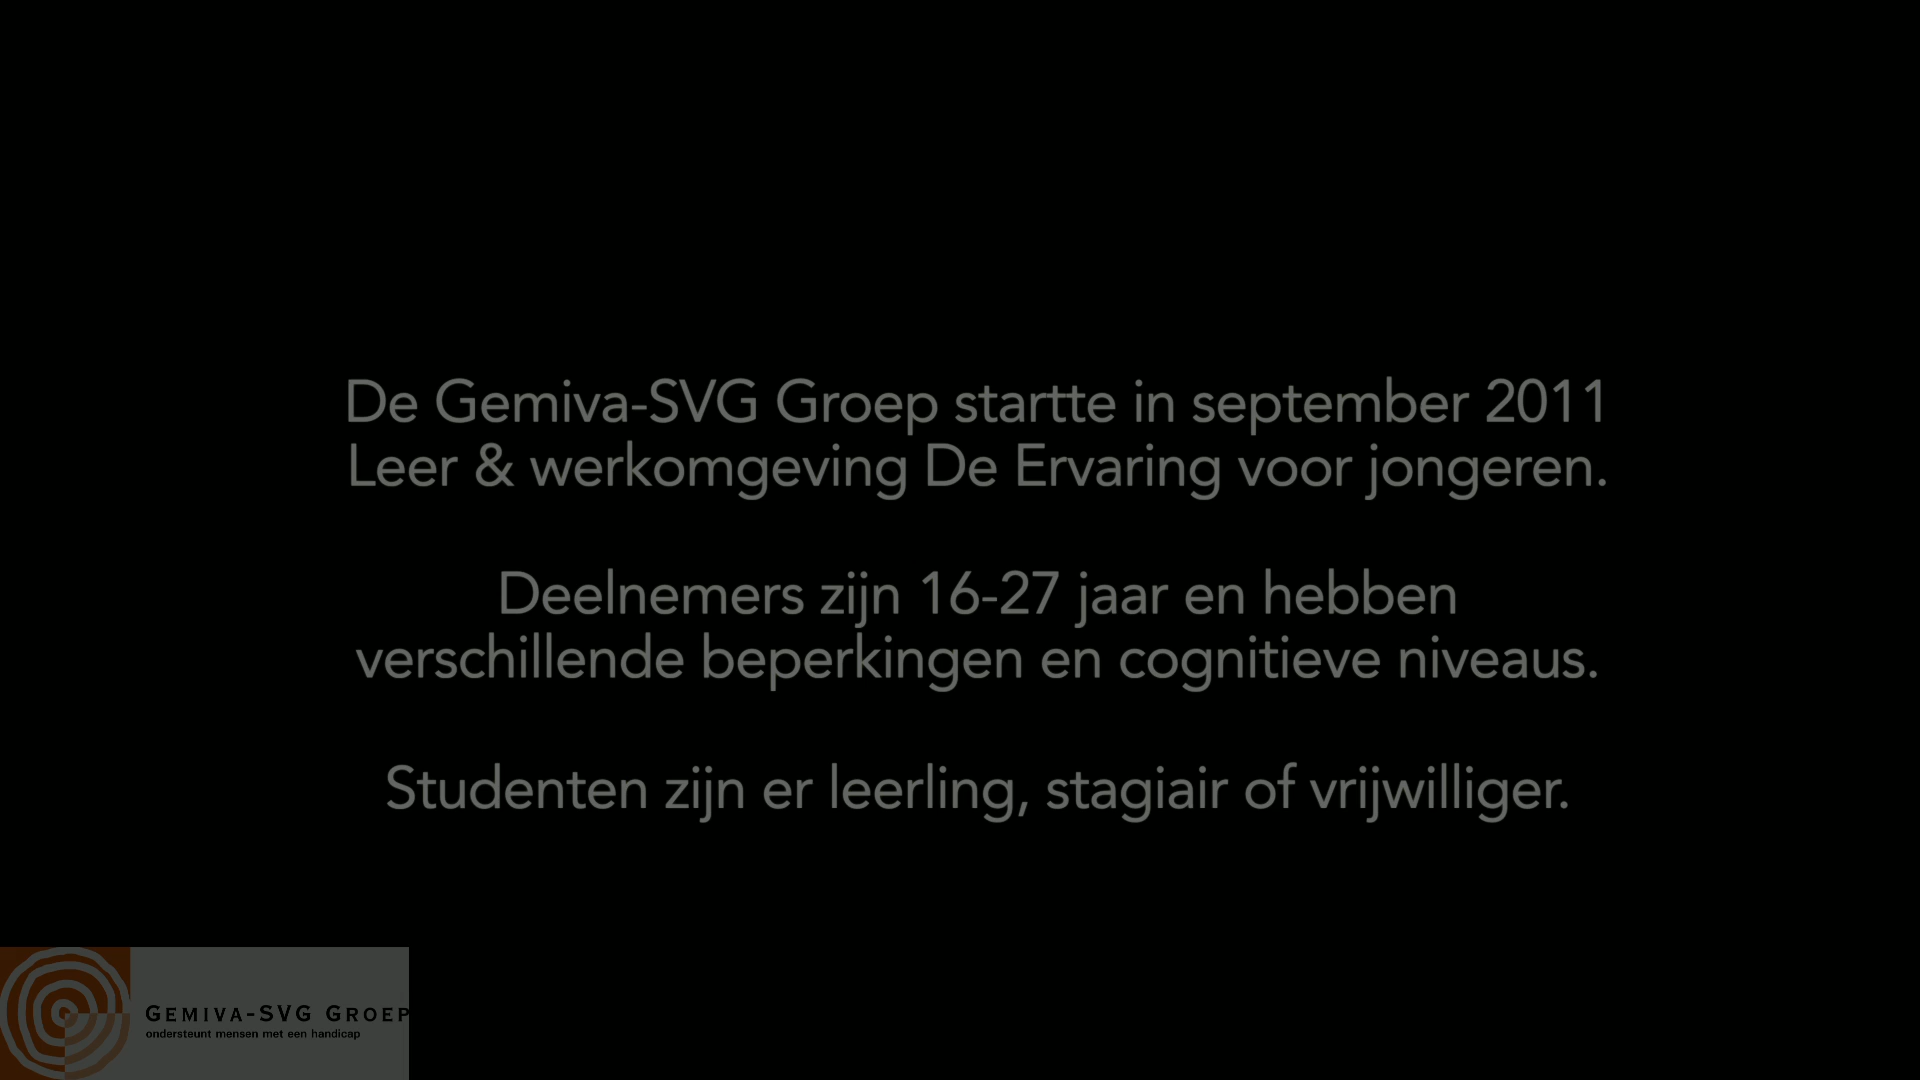 De Gemiva-SVG Groep startte in september 2011
Leer & werkomgeving De Ervaring voor jongeren.
Deelnemers zijn 16-27 jaar en hebben
verschillende beperkingen en cognitieve niveaus.
Studenten zijn er leerling, stagiair of vrijwilliger.
GEMIVA-SVG GROEP
ondersteunt mensen met een handicap